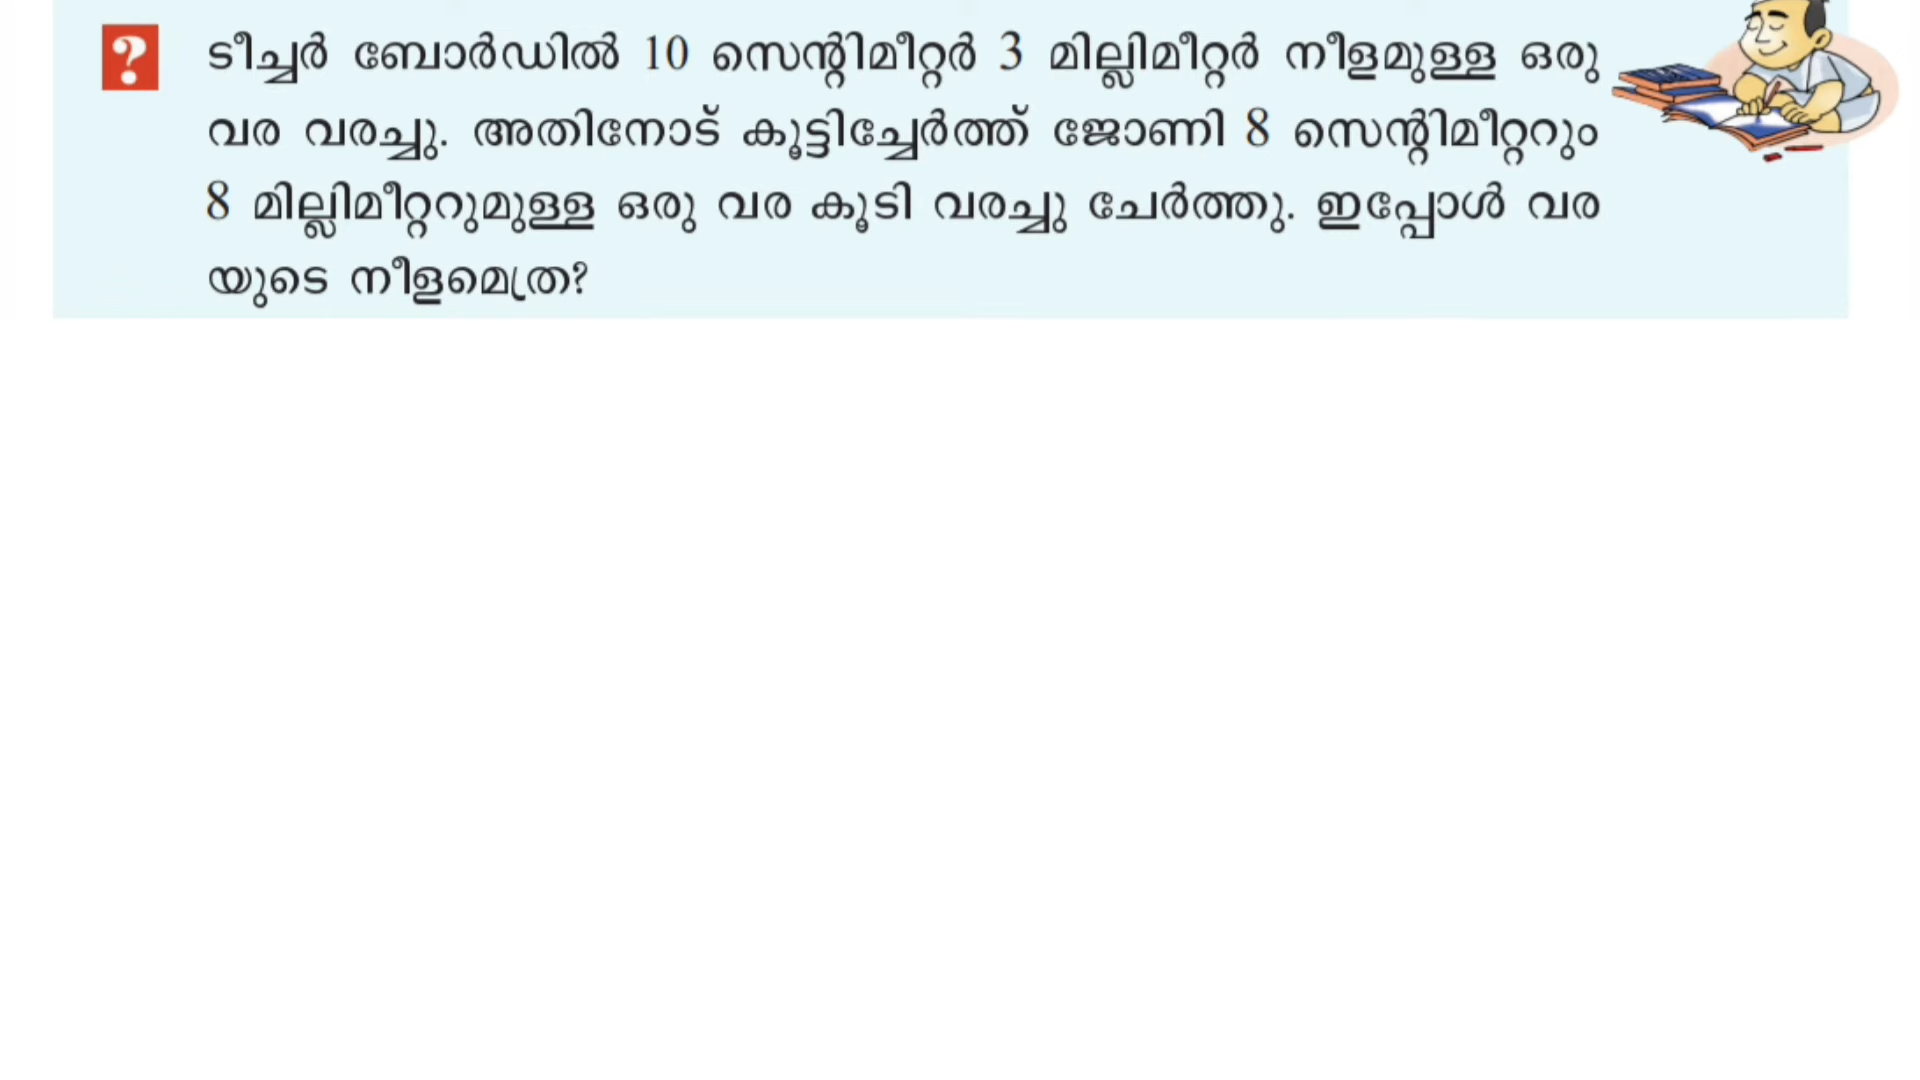 ? ടീച്ചർ ബോർഡിൽ 10 സെന്റിമീറ്റർ 3 മില്ലിമീറ്റർ നീളമുള്ള ഒരു
വര വരച്ചു. അതിനോട് കൂട്ടിച്ചേർത്ത് ജോണി 8 സെന്റിമീറ്ററും
8 മില്ലിമീറ്ററുമുള്ള ഒരു വര കൂടി വരച്ചു ചേർത്തു. ഇപ്പോൾ വര
യുടെ നീളമെത്ര?